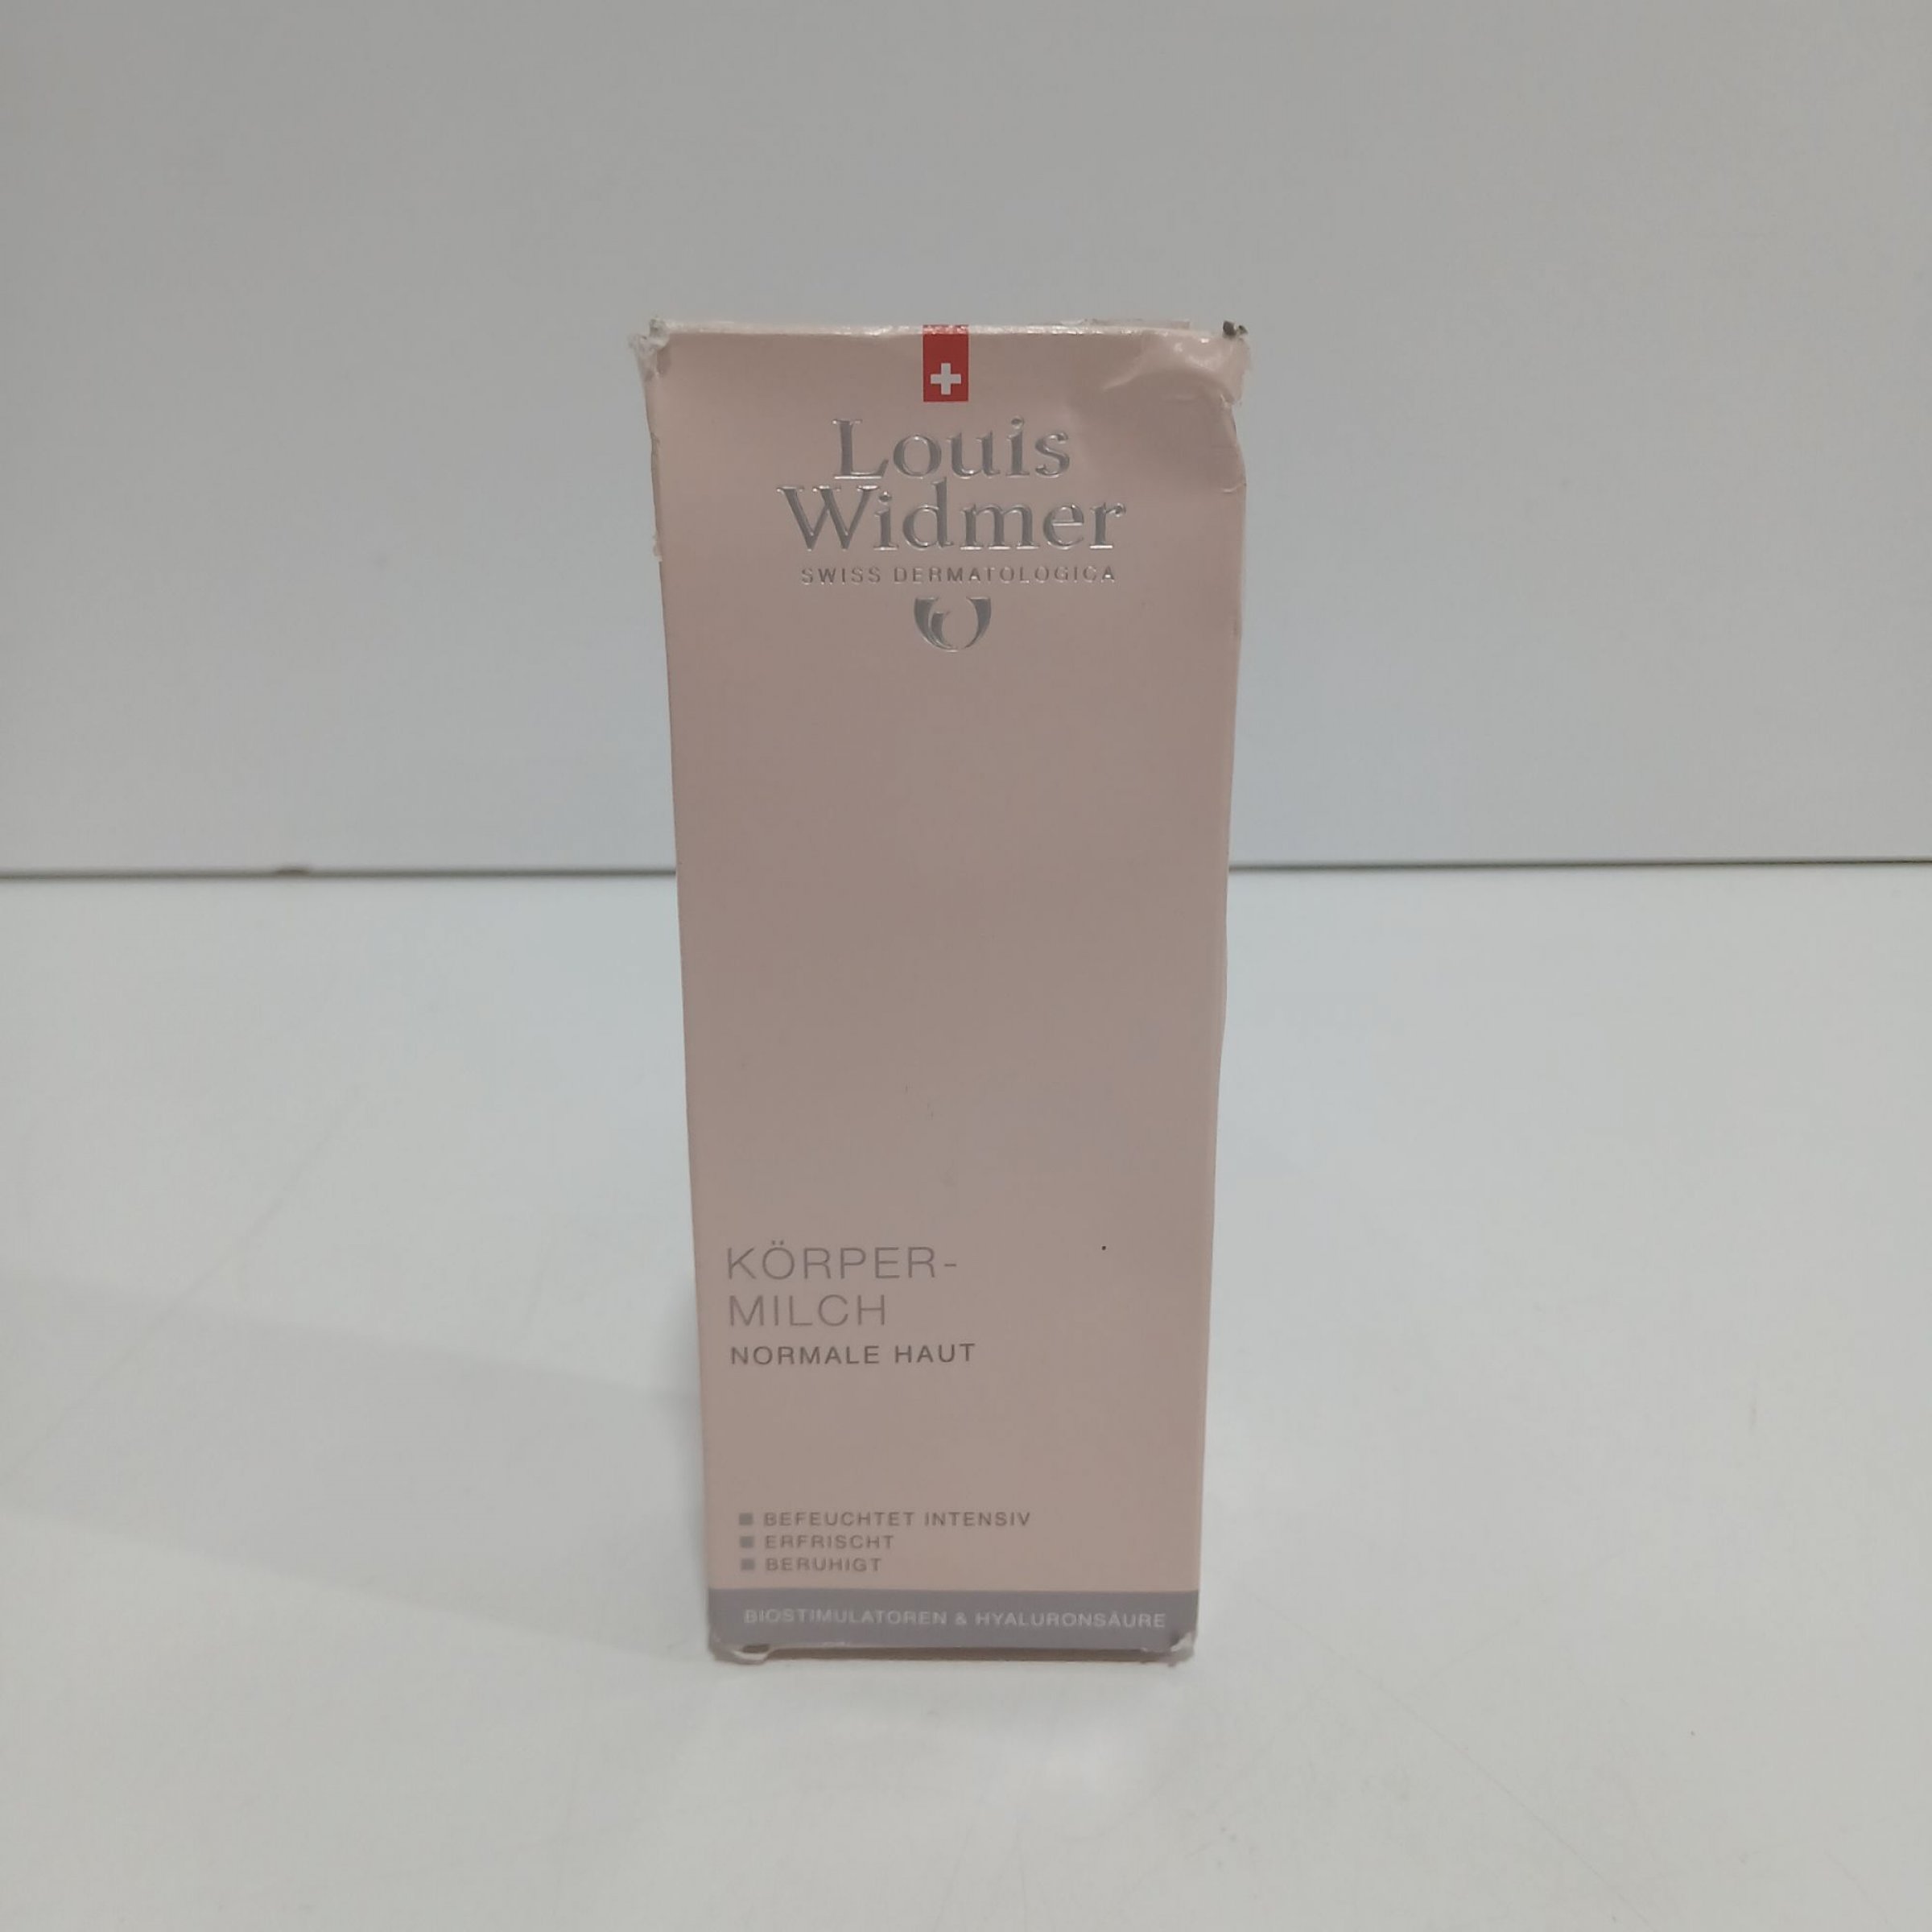 Louis
Widmer
SWISS DERMATOLOGICA
KÖRPER-
MILCH
NORMALE HAUT
BEFEUCHTET INTENSIV
ERFRISCHT
BERUHIGT
BIOSTIMULATOREN & HYALURONSÄURE